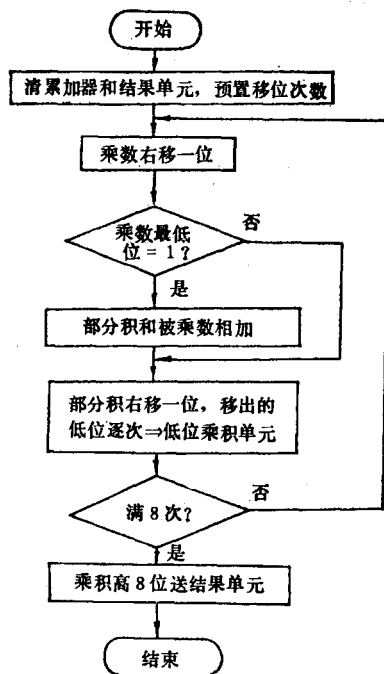 开始
清累加器和结果单元，预置移位次数
乘数右移一位
乘数最低
位=1？
否
是
部分积和被乘数相加
部分积右移一位，移出的
低位逐次⇒低位乘积单元
满8次？
否
是
乘积高8位送结果单元
结束